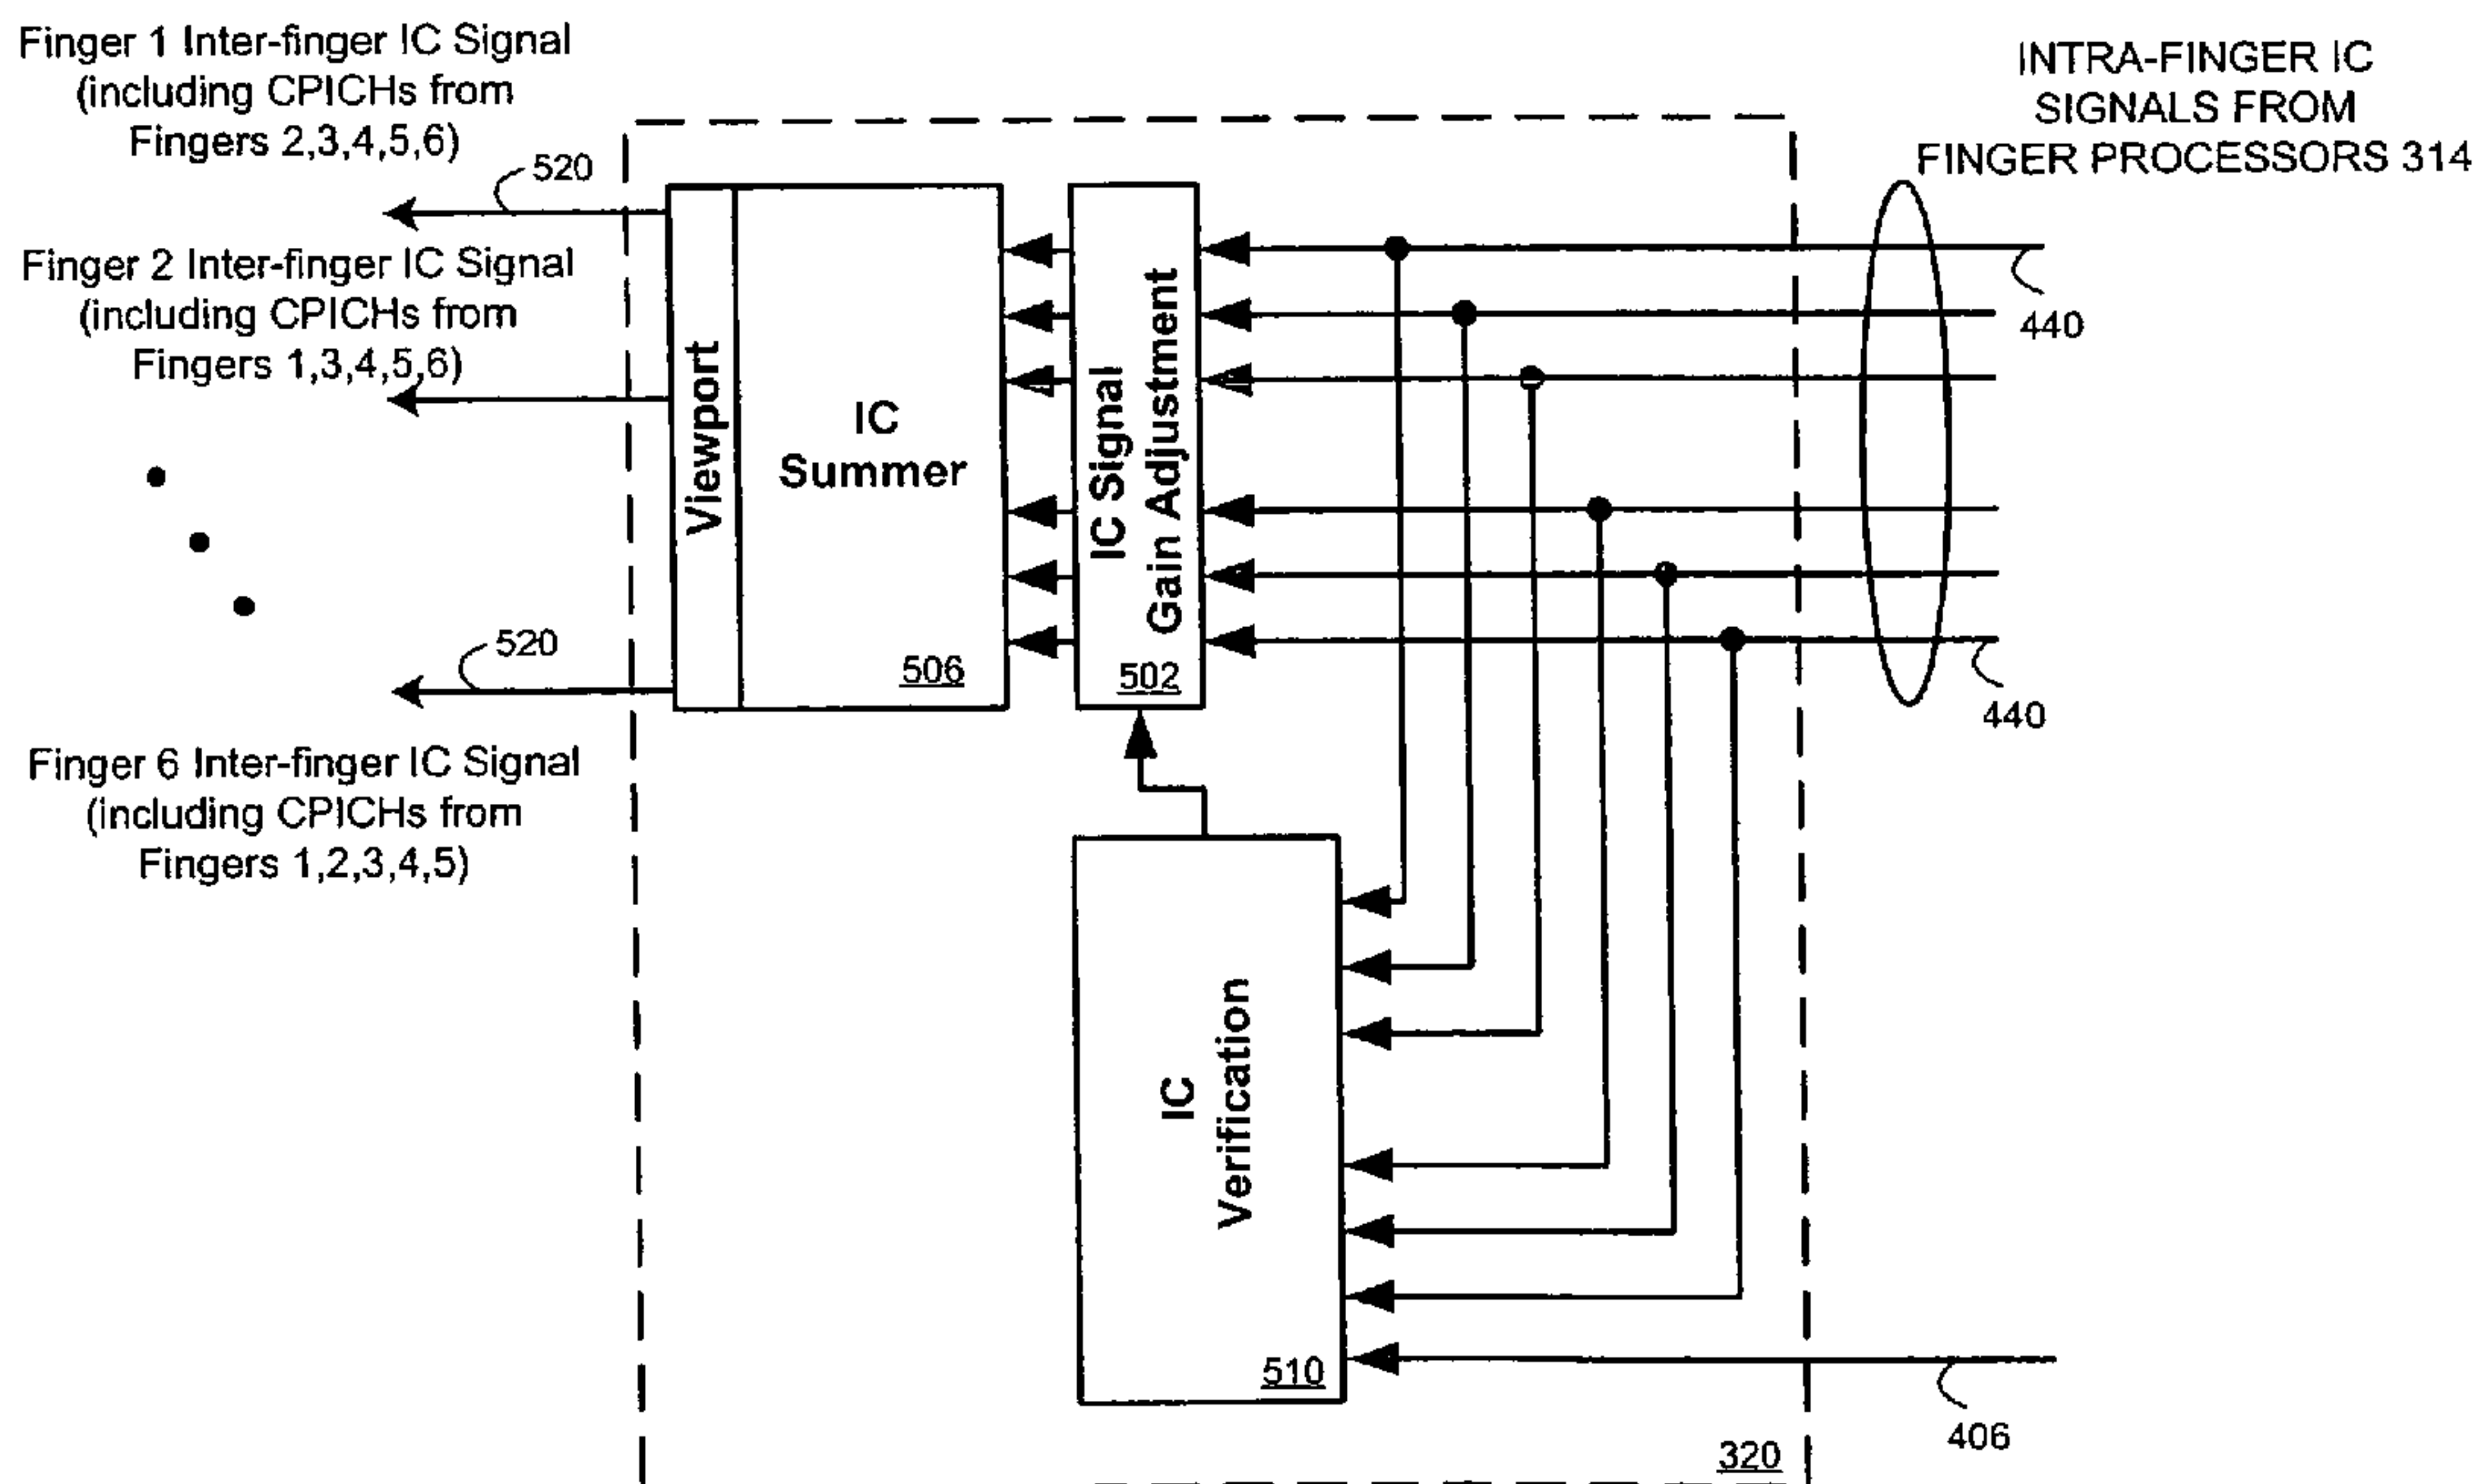 Finger 1 Inter-finger IC Signal
(including CPICHs from
Fingers 2,3,4,5,6)
520
INTRA-FINGER IC
SIGNALS FROM
FINGER PROCESSORS 314
Finger 2 Inter-finger IC Signal
(including CPICHs from
Fingers 1,3,4,5,6)
Viewport
IC
Summer
506
IC Signal
Gain Adjustment
502
440
520
440
Finger 6 Inter-finger IC Signal
(including CPICHs from
Fingers 1,2,3,4,5)
IC
Verification
510
406
320